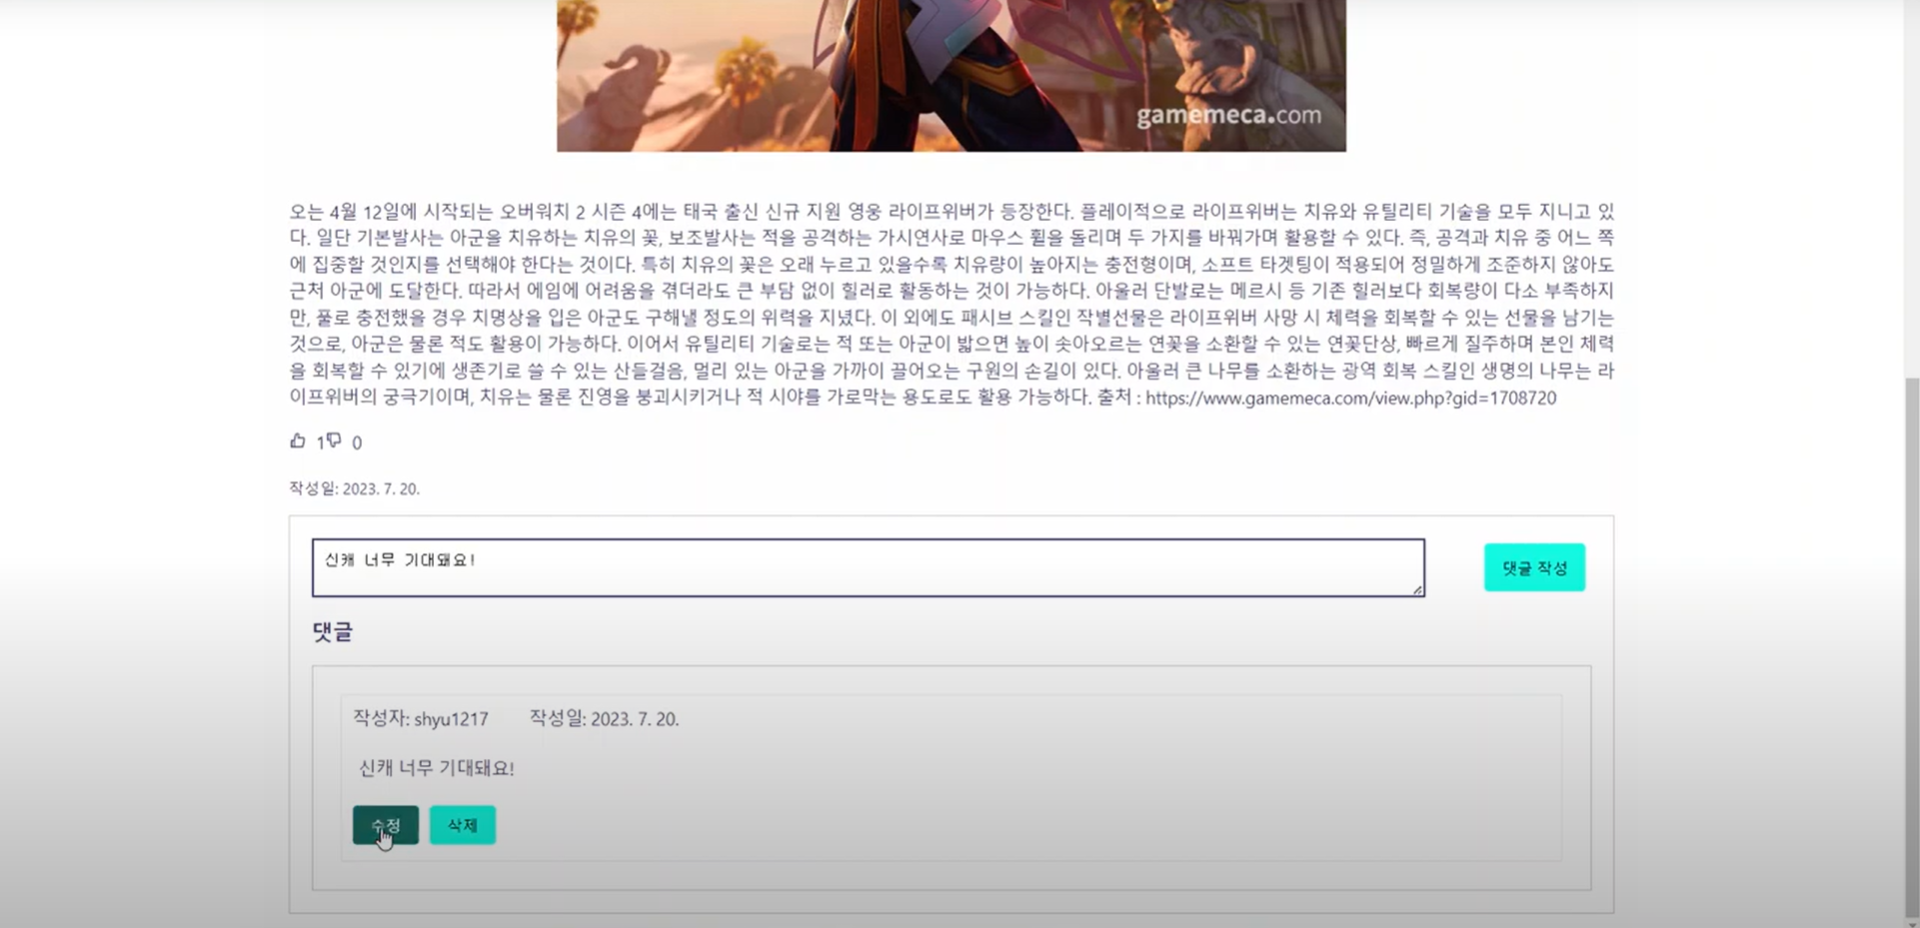 gamemeca.com
오는 4월 12일에 시작되는 오버워치 2 시즌 4에는 태국 출신 신규 지원 영웅 라이프위버가 등장한다. 플레이적으로 라이프위버는 치유와 유틸리티 기술을 모두 지니고 있
다. 일단 기본발사는 아군을 치유하는 치유의 꽃, 보조발사는 적을 공격하는 가시연사로 마우스 휠을 돌리며 두 가지를 바꿔가며 활용할 수 있다. 즉, 공격과 치유 중 어느 쪽
에 집중할 것인지를 선택해야 한다는 것이다. 특히 치유의 꽃은 오래 누르고 있을수록 치유량이 높아지는 충전형이며, 소프트 타겟팅이 적용되어 정밀하게 조준하지 않아도
근처 아군에 도달한다. 따라서 에임에 어려움을 겪더라도 큰 부담 없이 힐러로 활동하는 것이 가능하다. 아울러 단발로는 메르시 등 기존 힐러보다 회복량이 다소 부족하지
만, 풀로 충전했을 경우 치명상을 입은 아군도 구해낼 정도의 위력을 지녔다. 이 외에도 패시브 스킬인 작별선물은 라이프위버 사망 시 체력을 회복할 수 있는 선물을 남기는
것으로, 아군은 물론 적도 활용이 가능하다. 이어서 유틸리티 기술로는 적 또는 아군이 밟으면 높이 솟아오르는 연꽃을 소환할 수 있는 연꽃단상, 빠르게 질주하며 본인 체력
을 회복할 수 있기에 생존기로 쓸 수 있는 산들걸음, 멀리 있는 아군을 가까이 끌어오는 구원의 손길이 있다. 아울러 큰 나무를 소환하는 광역 회복 스킬인 생명의 나무는 라
이프위버의 궁극기이며, 치유는 물론 진영을 붕괴시키거나 적 시야를 가로막는 용도로도 활용 가능하다. 출처 : https://www.gamemeca.com/view.php?gid=1708720
1 0
작성일: 2023. 7. 20.
신캐 너무 기대돼요!
댓글 작성
댓글
작성자: shyu1217 작성일: 2023. 7. 20.
신캐 너무 기대돼요!
수정 삭제